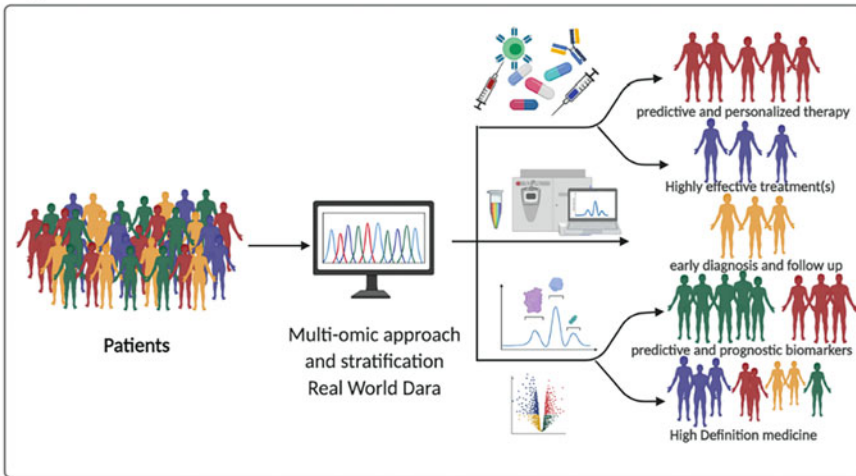 predictive and personalized therapy
Highly effective treatment(s)
early diagnosis and follow up
Patients
Multi-omic approach
and stratification
Real World Dara
predictive and prognostic biomarkers
High Definition medicine